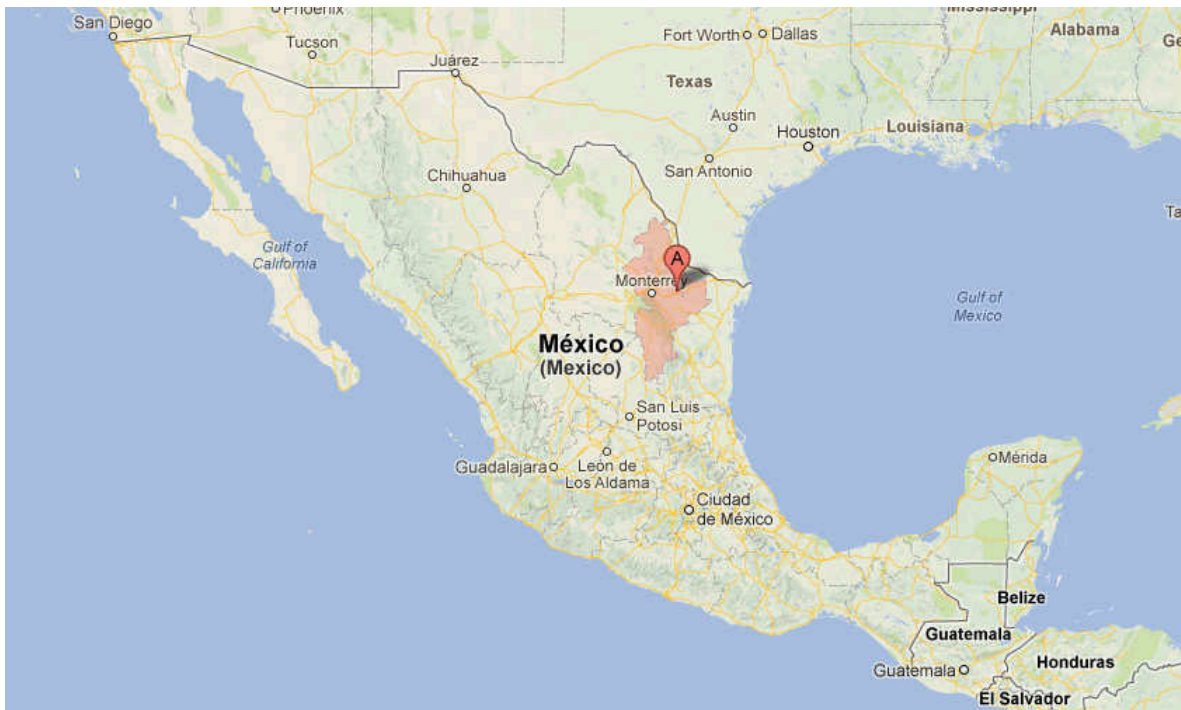 Phoenix
Mississippi
San Diego
Alabama
Ge
Tucson
Fort Worth
Dallas
Juárez
Texas
Austin
Houston
Louisiana
San Antonio
Chihuahua
Ta
Gulf of
California
A
Monterrey
Gulf of
Mexico
México
(Mexico)
San Luis
Potosi
Guadalajara
León de
Los Aldama
Mérida
Ciudad
de México
Belize
Guatemala
Guatemala
Honduras
El Salvador